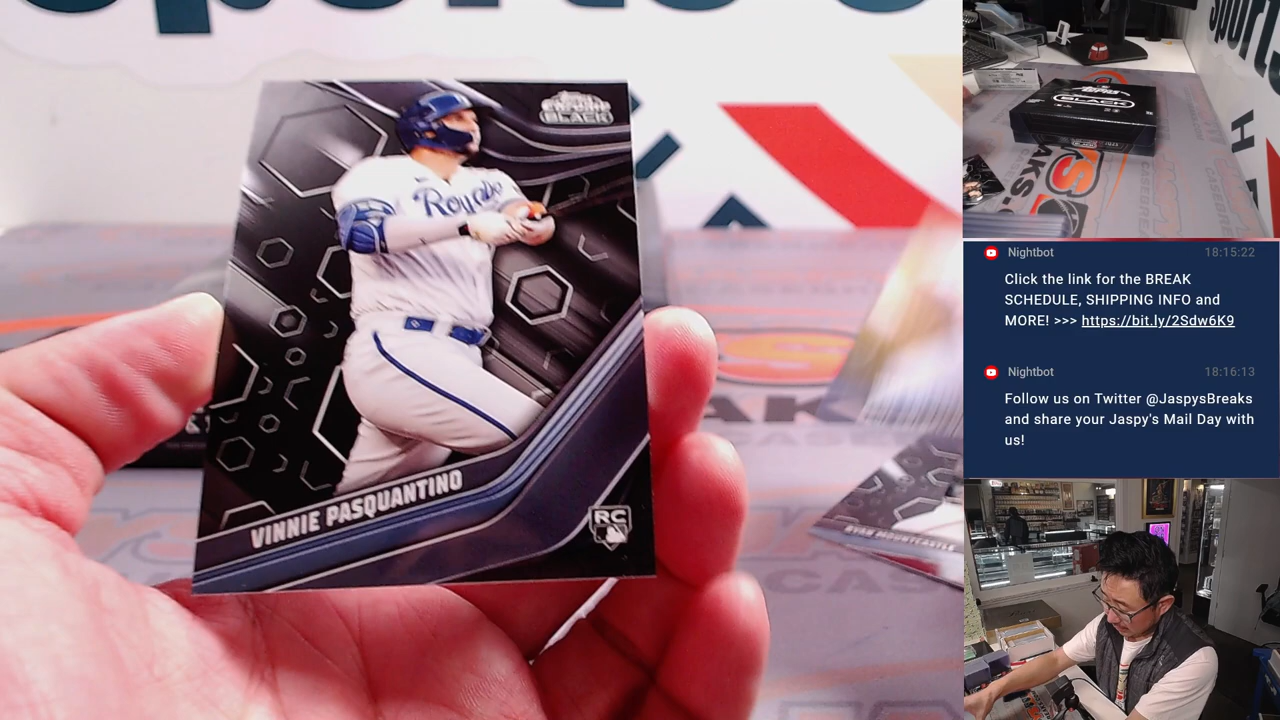 sports
CHROME
BLACK
Royals
VINNIE PASQUANTINO
RC
RYAN MOUNTCASTLE
BLACK
Nightbot 18:15:22
Click the link for the BREAK
SCHEDULE, SHIPPING INFO and
MORE! >>> https://bit.ly/2Sdw6K9
Nightbot 18:16:13
Follow us on Twitter @JaspysBreaks
and share your Jaspy's Mail Day with
us!